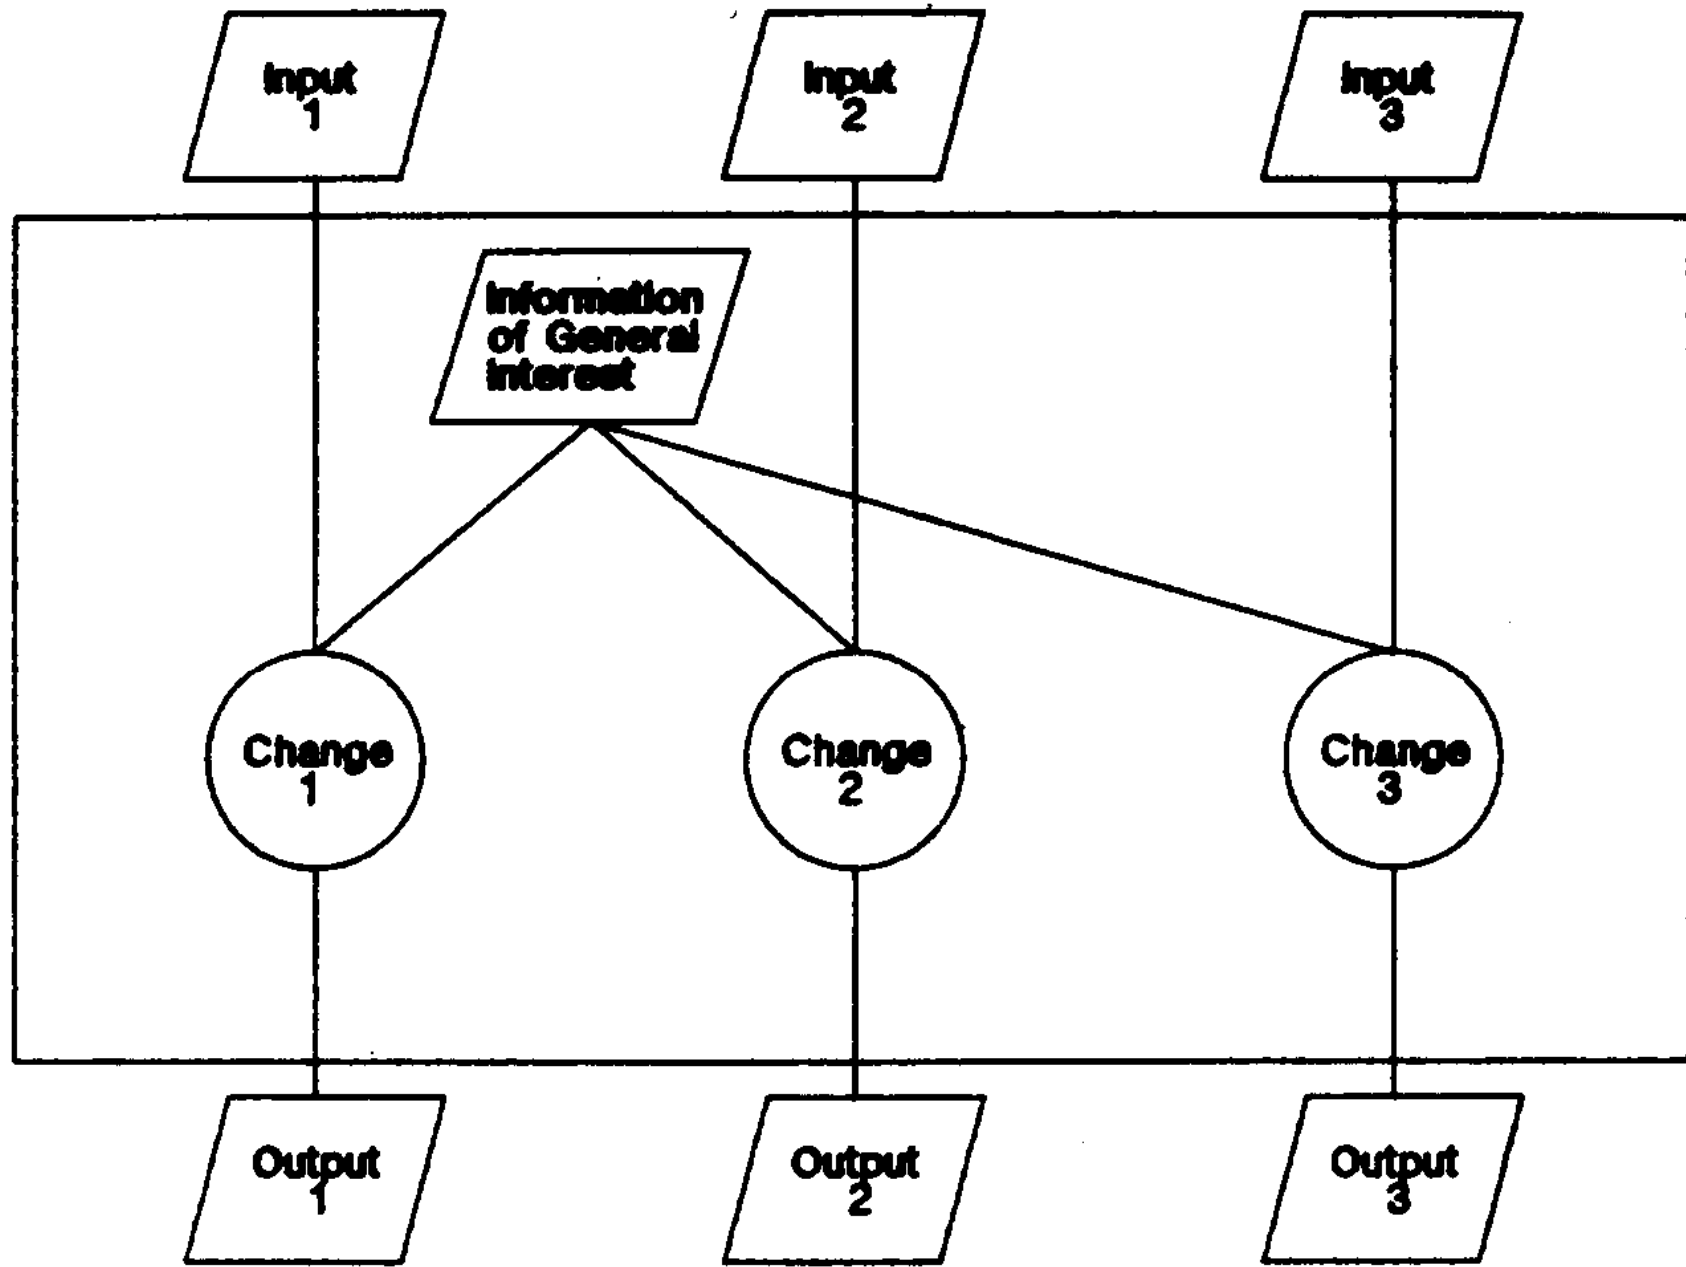 Input
1
Input
2
Input
3
Information
of General
Interest
Change
1
Change
2
Change
3
Output
1
Output
2
Output
3